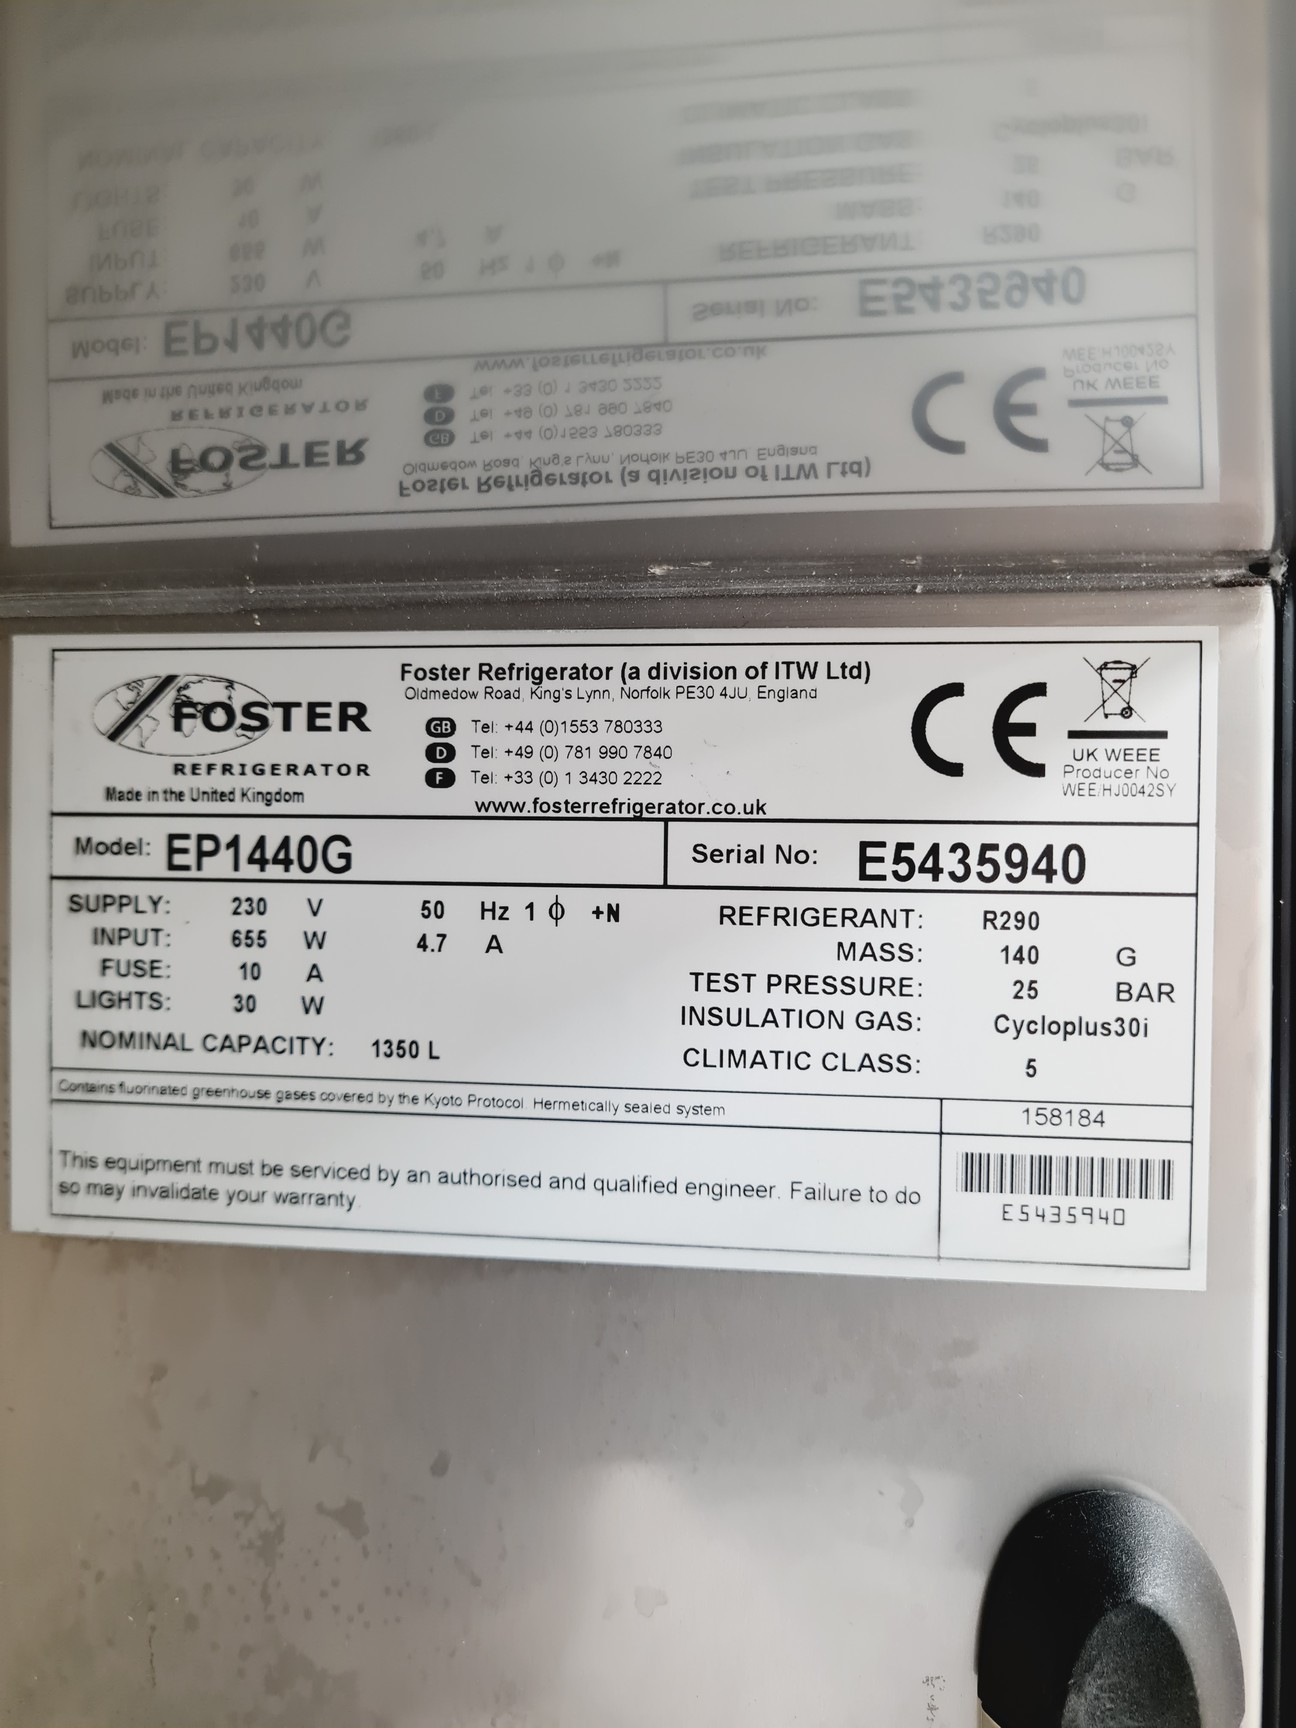 FOSTER
REFRIGERATOR
Made in the United Kingdom
Foster Refrigerator (a division of ITW Ltd)
Oldmedow Road, King's Lynn, Norfolk PE30 4JU, England
GB Tel: +44 (0)1553 780333
D Tel: +49 (0) 781 990 7840
F Tel: +33 (0) 1 3430 2222
www.fosterrefrigerator.co.uk
CE
UK WEEE
Producer No
WEE/HJ0042SY
Model: EP1440G
Serial No: E5435940
SUPPLY: 230 V 50 Hz 1 ϕ +N
INPUT: 655 W 4.7 A
FUSE: 10 A
LIGHTS: 30 W
NOMINAL CAPACITY: 1350 L
REFRIGERANT: R290
MASS: 140 G
TEST PRESSURE: 25 BAR
INSULATION GAS: Cycloplus30i
CLIMATIC CLASS: 5
Contains fluorinated greenhouse gases covered by the Kyoto Protocol. Hermetically sealed system
158184
This equipment must be serviced by an authorised and qualified engineer. Failure to do
so may invalidate your warranty
E5435940